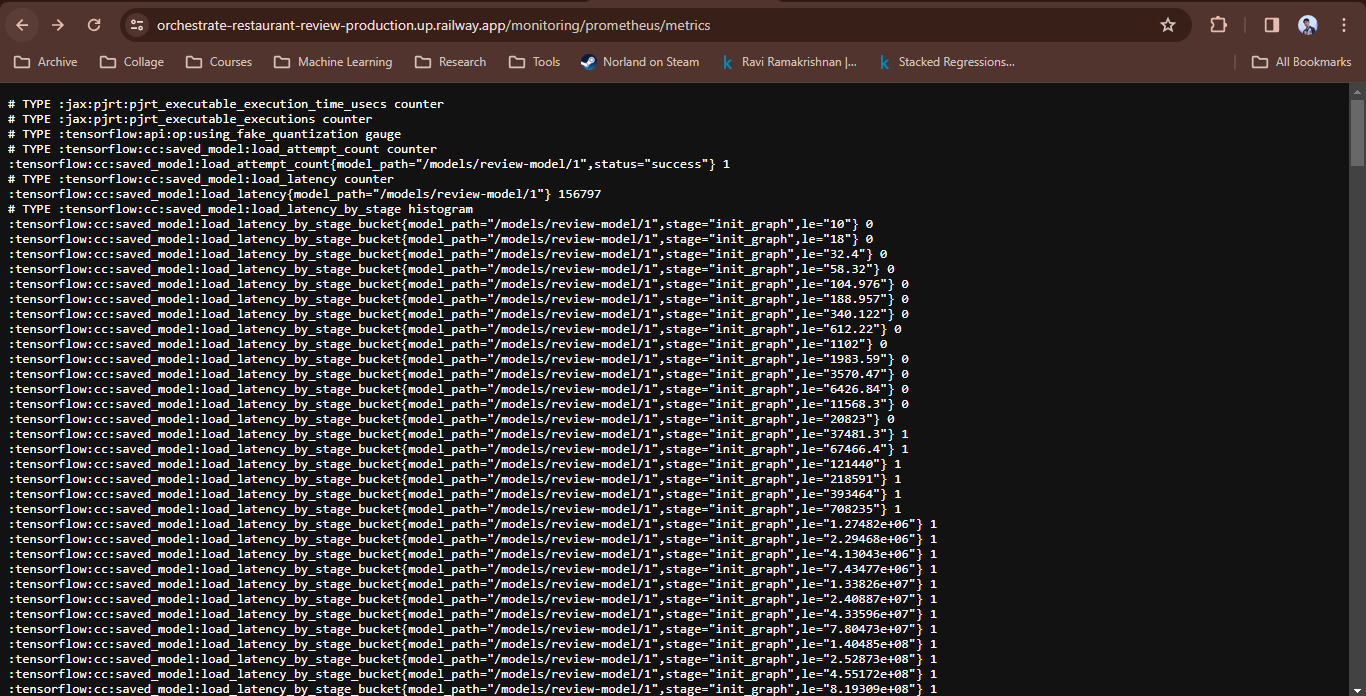 orchestrate-restaurant-review-production.up.railway.app/monitoring/prometheus/metrics
Archive Collage Courses Machine Learning Research Tools Norland on Steam k Ravi Ramakrishnan |... k Stacked Regressions... All Bookmarks
# TYPE :jax:pjrt:pjrt_executable_execution_time_usecs counter
# TYPE :jax:pjrt:pjrt_executable_executions counter
# TYPE :tensorflow:api:op:using_fake_quantization gauge
# TYPE :tensorflow:cc:saved_model:load_attempt_count counter
:tensorflow:cc:saved_model:load_attempt_count{model_path="/models/review-model/1",status="success"} 1
# TYPE :tensorflow:cc:saved_model:load_latency counter
:tensorflow:cc:saved_model:load_latency{model_path="/models/review-model/1"} 156797
# TYPE :tensorflow:cc:saved_model:load_latency_by_stage histogram
:tensorflow:cc:saved_model:load_latency_by_stage_bucket{model_path="/models/review-model/1",stage="init_graph",le="10"} 0
:tensorflow:cc:saved_model:load_latency_by_stage_bucket{model_path="/models/review-model/1",stage="init_graph",le="18"} 0
:tensorflow:cc:saved_model:load_latency_by_stage_bucket{model_path="/models/review-model/1",stage="init_graph",le="32.4"} 0
:tensorflow:cc:saved_model:load_latency_by_stage_bucket{model_path="/models/review-model/1",stage="init_graph",le="58.32"} 0
:tensorflow:cc:saved_model:load_latency_by_stage_bucket{model_path="/models/review-model/1",stage="init_graph",le="104.976"} 0
:tensorflow:cc:saved_model:load_latency_by_stage_bucket{model_path="/models/review-model/1",stage="init_graph",le="188.957"} 0
:tensorflow:cc:saved_model:load_latency_by_stage_bucket{model_path="/models/review-model/1",stage="init_graph",le="340.122"} 0
:tensorflow:cc:saved_model:load_latency_by_stage_bucket{model_path="/models/review-model/1",stage="init_graph",le="612.22"} 0
:tensorflow:cc:saved_model:load_latency_by_stage_bucket{model_path="/models/review-model/1",stage="init_graph",le="1102"} 0
:tensorflow:cc:saved_model:load_latency_by_stage_bucket{model_path="/models/review-model/1",stage="init_graph",le="1983.59"} 0
:tensorflow:cc:saved_model:load_latency_by_stage_bucket{model_path="/models/review-model/1",stage="init_graph",le="3570.47"} 0
:tensorflow:cc:saved_model:load_latency_by_stage_bucket{model_path="/models/review-model/1",stage="init_graph",le="6426.84"} 0
:tensorflow:cc:saved_model:load_latency_by_stage_bucket{model_path="/models/review-model/1",stage="init_graph",le="11568.3"} 0
:tensorflow:cc:saved_model:load_latency_by_stage_bucket{model_path="/models/review-model/1",stage="init_graph",le="20823"} 0
:tensorflow:cc:saved_model:load_latency_by_stage_bucket{model_path="/models/review-model/1",stage="init_graph",le="37481.3"} 1
:tensorflow:cc:saved_model:load_latency_by_stage_bucket{model_path="/models/review-model/1",stage="init_graph",le="67466.4"} 1
:tensorflow:cc:saved_model:load_latency_by_stage_bucket{model_path="/models/review-model/1",stage="init_graph",le="121440"} 1
:tensorflow:cc:saved_model:load_latency_by_stage_bucket{model_path="/models/review-model/1",stage="init_graph",le="218591"} 1
:tensorflow:cc:saved_model:load_latency_by_stage_bucket{model_path="/models/review-model/1",stage="init_graph",le="393464"} 1
:tensorflow:cc:saved_model:load_latency_by_stage_bucket{model_path="/models/review-model/1",stage="init_graph",le="708235"} 1
:tensorflow:cc:saved_model:load_latency_by_stage_bucket{model_path="/models/review-model/1",stage="init_graph",le="1.27482e+06"} 1
:tensorflow:cc:saved_model:load_latency_by_stage_bucket{model_path="/models/review-model/1",stage="init_graph",le="2.29468e+06"} 1
:tensorflow:cc:saved_model:load_latency_by_stage_bucket{model_path="/models/review-model/1",stage="init_graph",le="4.13043e+06"} 1
:tensorflow:cc:saved_model:load_latency_by_stage_bucket{model_path="/models/review-model/1",stage="init_graph",le="7.43477e+06"} 1
:tensorflow:cc:saved_model:load_latency_by_stage_bucket{model_path="/models/review-model/1",stage="init_graph",le="1.33826e+07"} 1
:tensorflow:cc:saved_model:load_latency_by_stage_bucket{model_path="/models/review-model/1",stage="init_graph",le="2.40887e+07"} 1
:tensorflow:cc:saved_model:load_latency_by_stage_bucket{model_path="/models/review-model/1",stage="init_graph",le="4.33596e+07"} 1
:tensorflow:cc:saved_model:load_latency_by_stage_bucket{model_path="/models/review-model/1",stage="init_graph",le="7.80473e+07"} 1
:tensorflow:cc:saved_model:load_latency_by_stage_bucket{model_path="/models/review-model/1",stage="init_graph",le="1.40485e+08"} 1
:tensorflow:cc:saved_model:load_latency_by_stage_bucket{model_path="/models/review-model/1",stage="init_graph",le="2.52873e+08"} 1
:tensorflow:cc:saved_model:load_latency_by_stage_bucket{model_path="/models/review-model/1",stage="init_graph",le="4.55172e+08"} 1
:tensorflow:cc:saved_model:load_latency_by_stage_bucket{model_path="/models/review-model/1",stage="init_graph",le="8.19309e+08"} 1